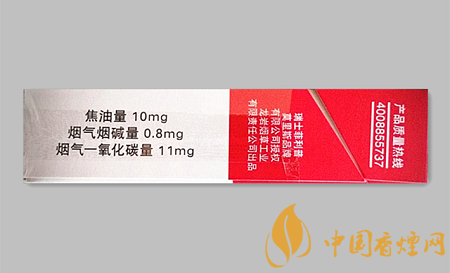 焦油量 10mg
烟气烟碱量 0.8mg
烟气一氧化碳量 11mg
瑞士菲利普
莫里斯品牌
有限公司授权
龙岩烟草工业
有限责任公司出品
产品质量热线
4008855737
中国香烟网